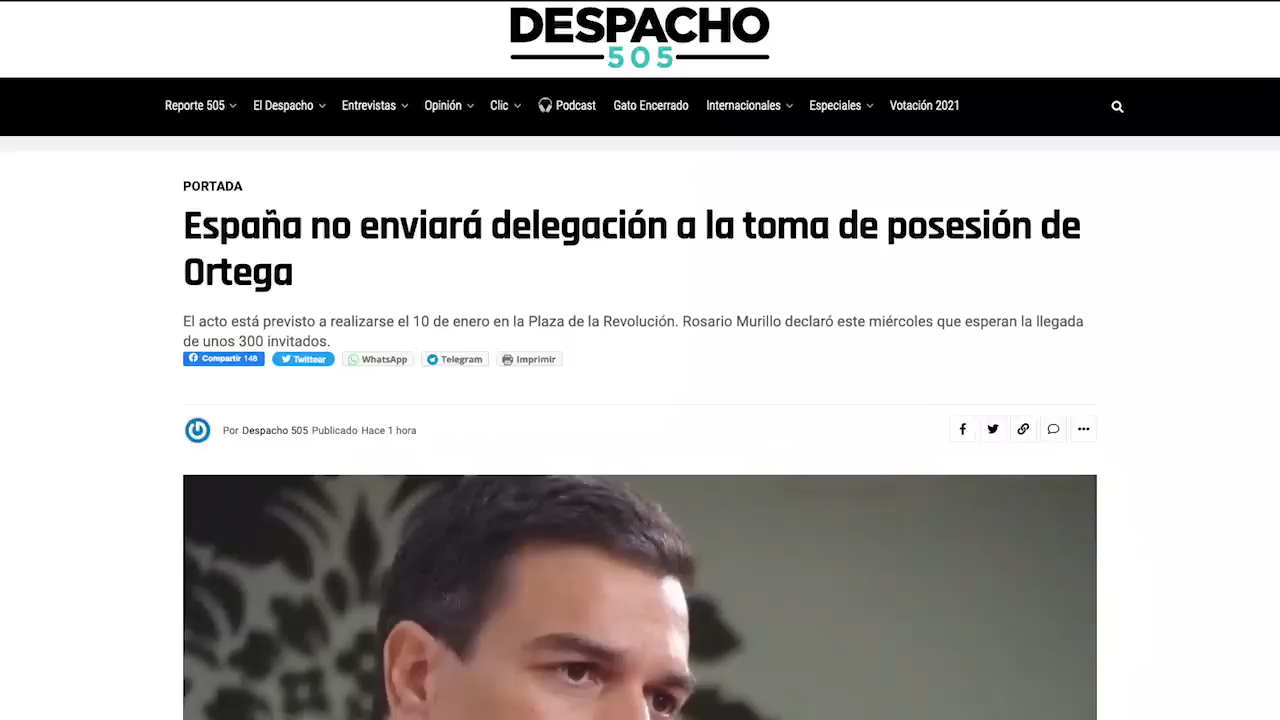 DESPACHO
505
Reporte 505 El Despacho Entrevistas Opinión Clic Podcast Gato Encerrado Internacionales Especiales Votación 2021
PORTADA
España no enviará delegación a la toma de posesión de
Ortega
El acto está previsto a realizarse el 10 de enero en la Plaza de la Revolución. Rosario Murillo declaró este miércoles que esperan la llegada
de unos 300 invitados.
Compartir 148 Twittear WhatsApp Telegram Imprimir
Por Despacho 505 Publicado Hace 1 hora